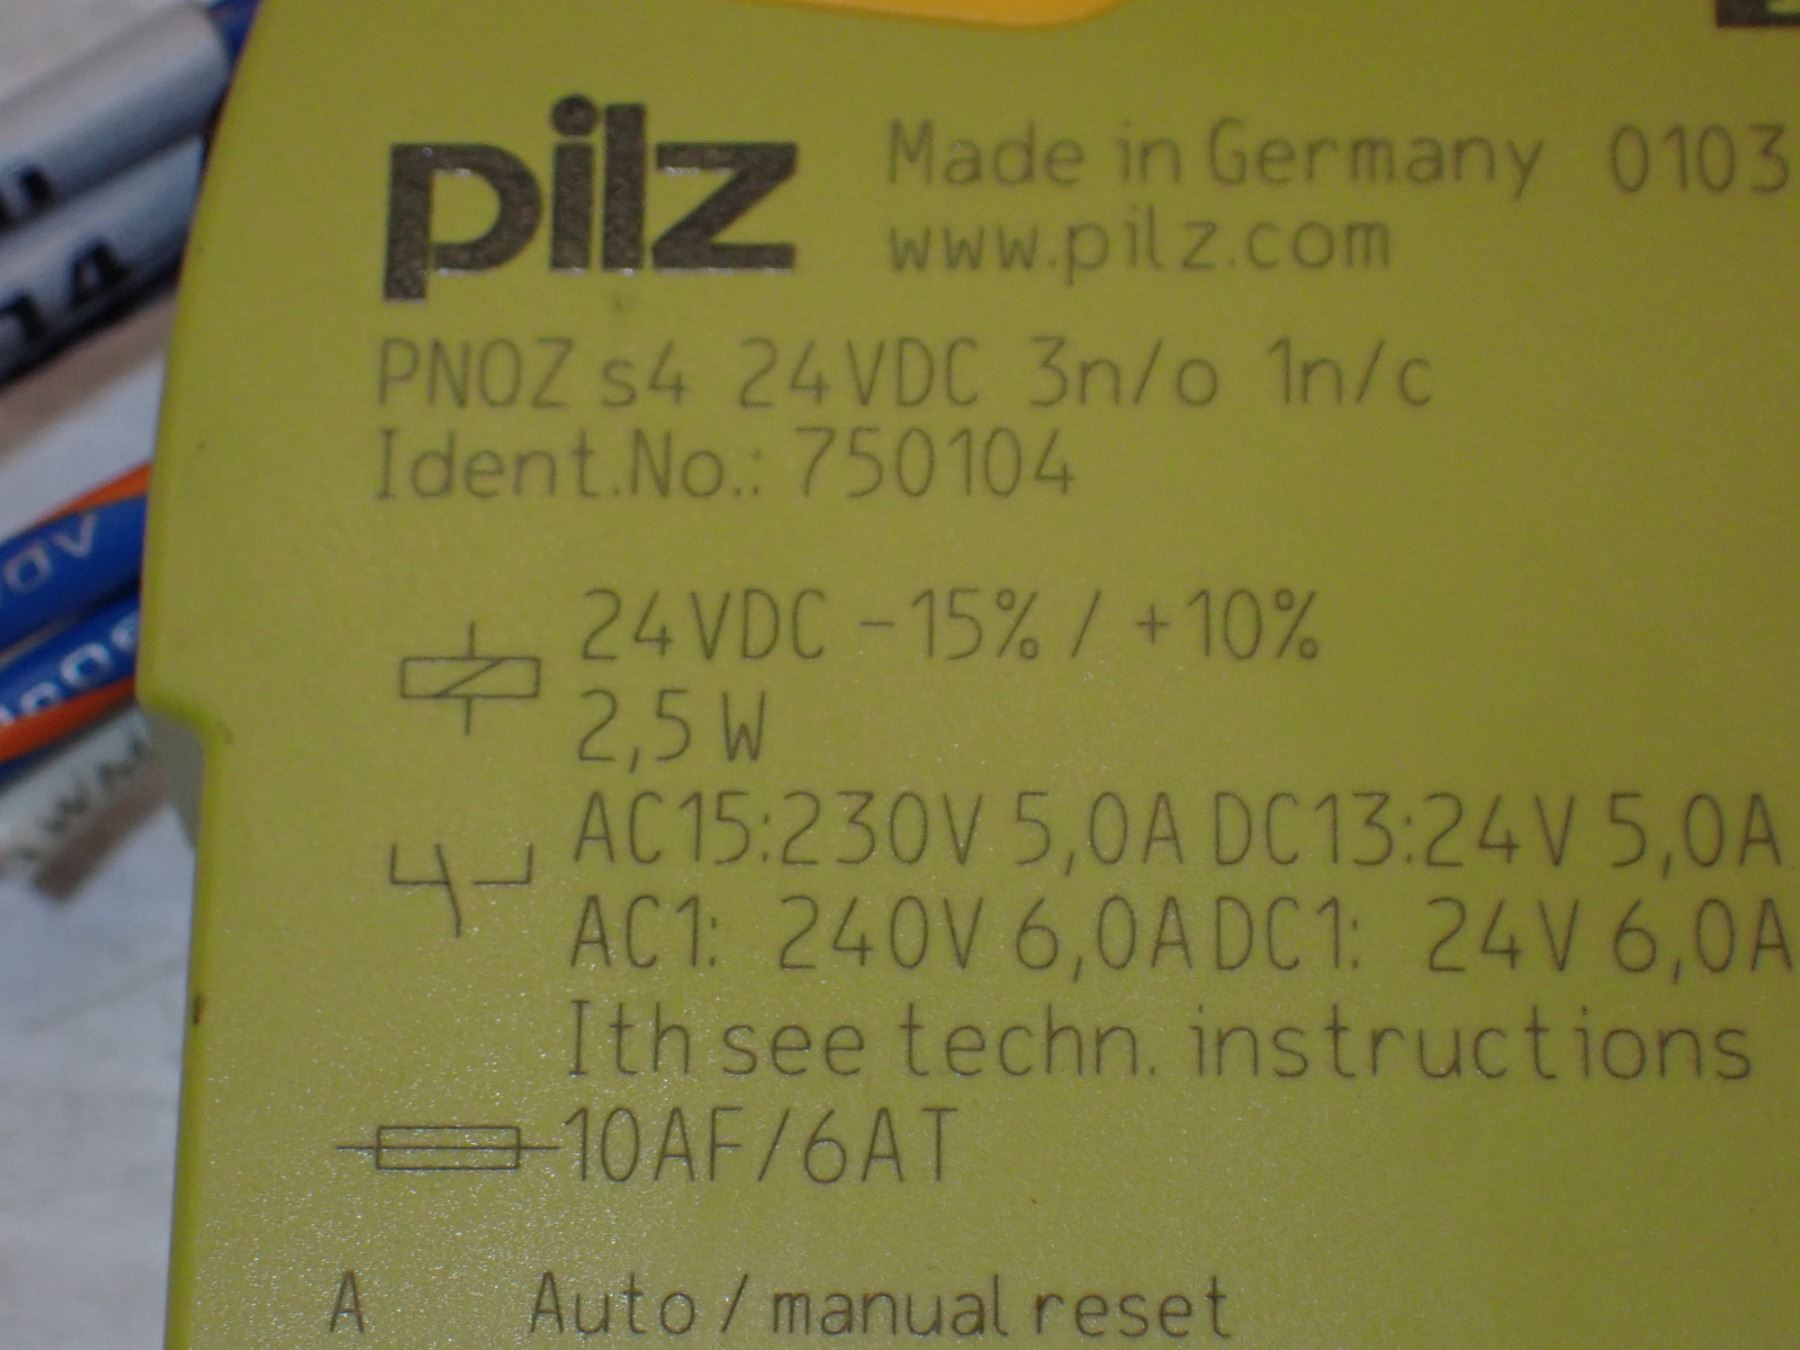 pilz Made in Germany 0103
www.pilz.com
PNOZ s4 24VDC 3n/o 1n/c
Ident.No.: 750104
24VDC -15% / +10%
2,5 W
AC15:230V 5,0A DC13:24V 5,0A
AC1: 240V 6,0A DC1: 24V 6,0A
Ith see techn. instructions
10AF/6AT
A Auto / manual reset